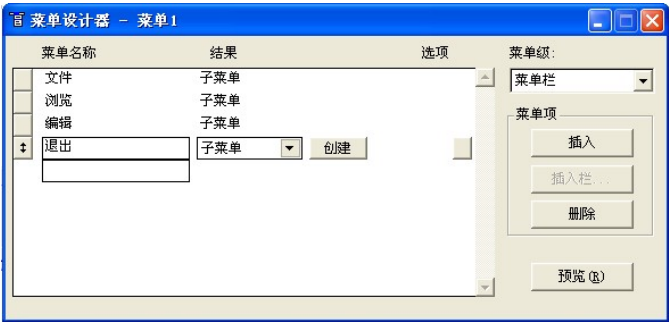 菜单设计器 - 菜单1
菜单名称 结果 选项 菜单级:
文件 子菜单 菜单栏
浏览 子菜单
编辑 子菜单 菜单项
退出 子菜单 创建 插入
插入栏...
删除
预览(R)